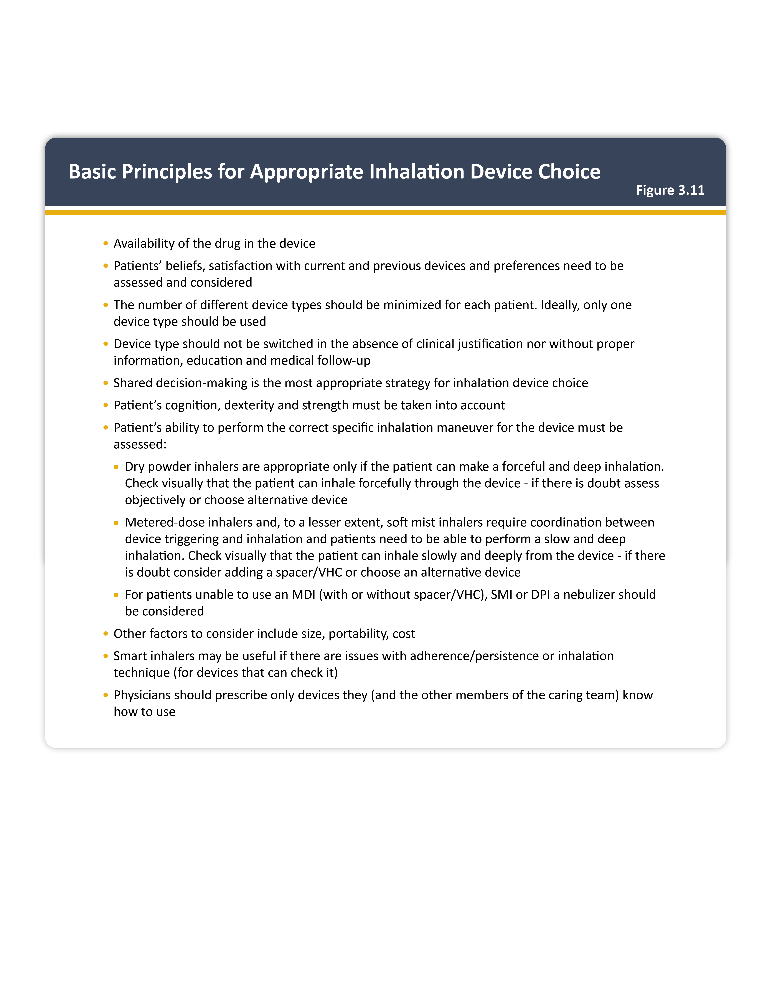 Basic Principles for Appropriate Inhalation Device Choice
Figure 3.11
• Availability of the drug in the device
• Patients’ beliefs, satisfaction with current and previous devices and preferences need to be
assessed and considered
• The number of different device types should be minimized for each patient. Ideally, only one
device type should be used
• Device type should not be switched in the absence of clinical justification nor without proper
information, education and medical follow-up
• Shared decision-making is the most appropriate strategy for inhalation device choice
• Patient’s cognition, dexterity and strength must be taken into account
• Patient’s ability to perform the correct specific inhalation maneuver for the device must be
assessed:
▪ Dry powder inhalers are appropriate only if the patient can make a forceful and deep inhalation.
Check visually that the patient can inhale forcefully through the device - if there is doubt assess
objectively or choose alternative device
▪ Metered-dose inhalers and, to a lesser extent, soft mist inhalers require coordination between
device triggering and inhalation and patients need to be able to perform a slow and deep
inhalation. Check visually that the patient can inhale slowly and deeply from the device - if there
is doubt consider adding a spacer/VHC or choose an alternative device
▪ For patients unable to use an MDI (with or without spacer/VHC), SMI or DPI a nebulizer should
be considered
• Other factors to consider include size, portability, cost
• Smart inhalers may be useful if there are issues with adherence/persistence or inhalation
technique (for devices that can check it)
• Physicians should prescribe only devices they (and the other members of the caring team) know
how to use